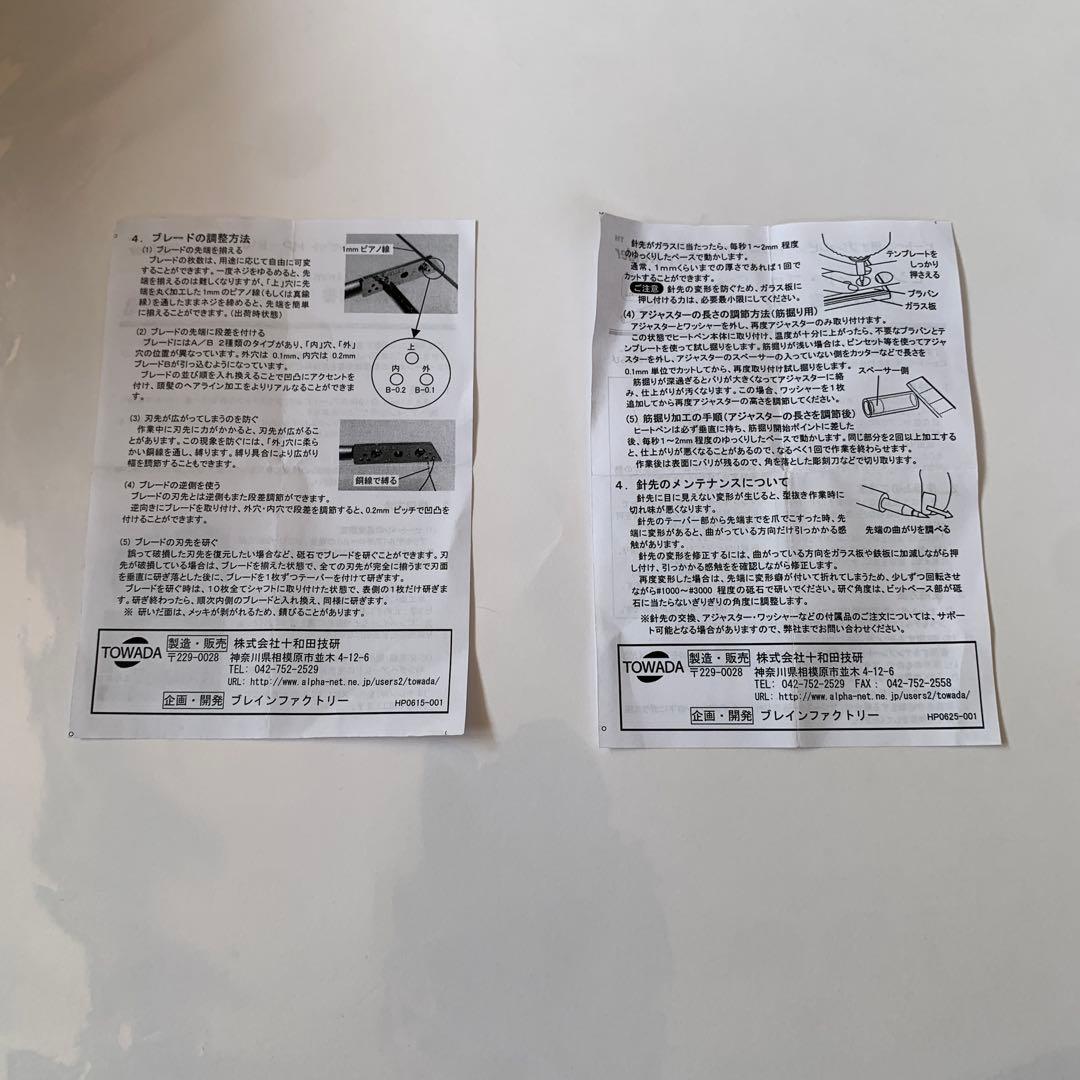 4. ブレードの調整方法
(1) ブレードの先端を揃える
ブレードの枚数は、用途に応じて自由に可変
することができます。一度ネジをゆるめると、先
端を揃えるのは難しくなりますが、「上」穴に先
端を丸く加工した1mmのピアノ線(もしくは真鍮
線)を通したままネジを締めると、先端を簡単
に揃えることができます。(出荷時状態)
1mmピアノ線
(2) ブレードの先端に段差を付ける
ブレードにはA/B 2種類のタイプがあり、「内」穴、「外」
穴の位置が異なっています。外穴は 0.1mm、内穴は 0.2mm
ブレードBが引っ込むようになっています。
ブレードの並び順を入れ換えることで凹凸にアクセントを
付け、頭髪のヘアライン加工をよりリアルなることができま
す。
上
内 外
B-0.2 B-0.1
(3) 刃先が広がってしまうのを防ぐ
作業中に刃先に力がかかると、刃先が広がるこ
とがあります。この現象を防ぐには、「外」穴に柔ら
かい銅線を通し、縛ります。縛り具合により広がり
幅を調節することもできます。
銅線で縛る
(4) ブレードの逆側を使う
ブレードの刃先とは逆側もまた段差調節ができます。
逆向きにブレードを取り付け、外穴・内穴で段差を調節すると、0.2mm ピッチで凹凸を
付けることができます。
(5) ブレードの刃先を研ぐ
誤って破損した刃先を復元したい場合など、砥石でブレードを研ぐことができます。刃
先が破損している場合は、ブレードを揃えた状態で、全ての刃先が完全に揃うまで刃面
を垂直に研ぎ落とした後に、ブレードを1枚ずつテーパーを付けて研ぎます。
ブレードを研ぐ時は、10枚全てシャフトに取り付けた状態で、表側の1枚だけ研ぎま
す。研ぎ終わったら、順次内側のブレードと入れ換え、同様に研ぎます。
※ 研いだ面は、メッキが剥がれるため、錆びることがあります。
TOWADA
製造・販売 株式会社十和田技研
〒229-0028 神奈川県相模原市並木 4-12-6
TEL: 042-752-2529
URL: http://www.alpha-net.ne.jp/users2/towada/
企画・開発 ブレインファクトリー
HP0615-001
針先がガラスに当たったら、毎秒1~2mm 程度
のゆっくりしたペースで動かします。
通常、1mmくらいまでの厚さであれば1回で
カットすることができます。
ご注意 針先の変形を防ぐため、ガラス板に
押し付ける力は、必要最小限にしてください。
テンプレートを
しっかり
押さえる
プラバン
ガラス板
(4) アジャスターの長さの調節方法(筋掘り用)
アジャスターとワッシャーを外し、再度アジャスターのみ取り付けます。
この状態でヒートペン本体に取り付け、温度が十分に上がったら、不要なプラバンとテ
ンプレートを使って試し掘りをします。筋掘りが浅い場合は、ピンセット等を使ってアジャ
スターを外し、アジャスターのスペーサーの入っていない側をカッターなどで長さを
0.1mm 単位でカットしてから、再度取り付け試し掘りをします。
筋掘りが深過ぎるとバリが大きくなってアジャスターに絡
み、仕上がりが汚くなります。この場合、ワッシャーを1枚
追加してから再度アジャスターの高さを調節してください。
スペーサー側
(5) 筋掘り加工の手順(アジャスターの長さを調節後)
ヒートペンは必ず垂直に持ち、筋掘り開始ポイントに差した
後、毎秒1~2mm程度のゆっくりしたペースで動かします。同じ部分を2回以上加工する
と、仕上がりが悪くなることがあるので、なるべく1回で作業を終わらせます。
作業後は表面にバリが残るので、角を落とした彫刻刀などで切り取ります。
4. 針先のメンテナンスについて
針先に目に見えない変形が生じると、型抜き作業時に
切れ味が悪くなります。
針先のテーパー部から先端までを爪でこすった時、先
端に変形があると、曲がっている方向だけ引っかかる感
触があります。
先端の曲がりを調べる
針先の変形を修正するには、曲がっている方向をガラス板や鉄板に加減しながら押
し付け、引っかかる感触をを確認しながら修正します。
再度変形した場合は、先端に変形癖が付いて折れてしまうため、少しずつ回転させ
ながら#1000~#3000 程度の砥石で研いでください。研ぐ角度は、ビットベース部が砥
石に当たらないぎりぎりの角度に調整します。
※針先の交換、アジャスター・ワッシャーなどの付属品のご注文については、サポー
ト可能となる場合がありますので、弊社までお問い合わせください。
TOWADA
製造・販売 株式会社十和田技研
〒229-0028 神奈川県相模原市並木 4-12-6
TEL: 042-752-2529 FAX: 042-752-2558
URL: http://www.alpha-net.ne.jp/users2/towada/
企画・開発 ブレインファクトリー
HP0625-001